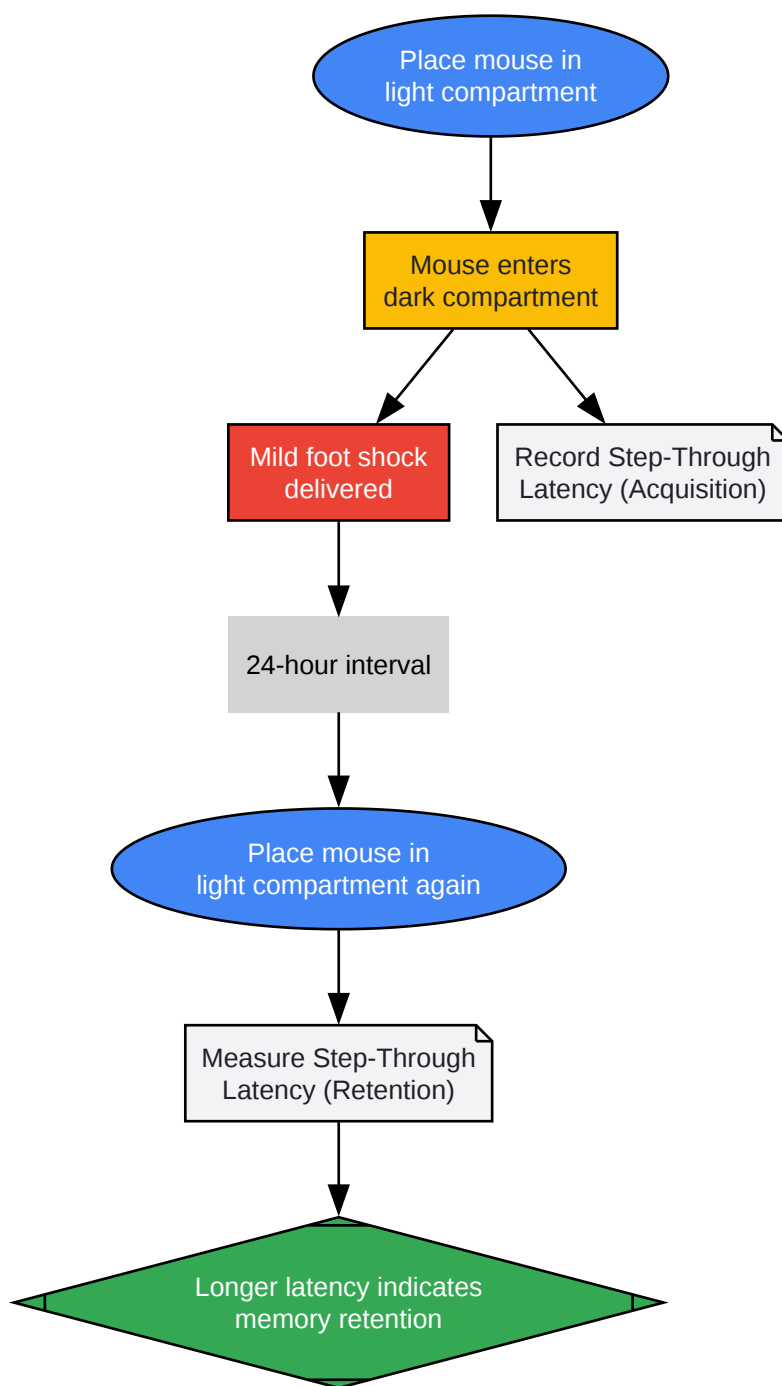 Place mouse in
light compartment
Mouse enters
dark compartment
Mild foot shock
delivered
Record Step-Through
Latency (Acquisition)
24-hour interval
Place mouse in
light compartment again
Measure Step-Through
Latency (Retention)
Longer latency indicates
memory retention